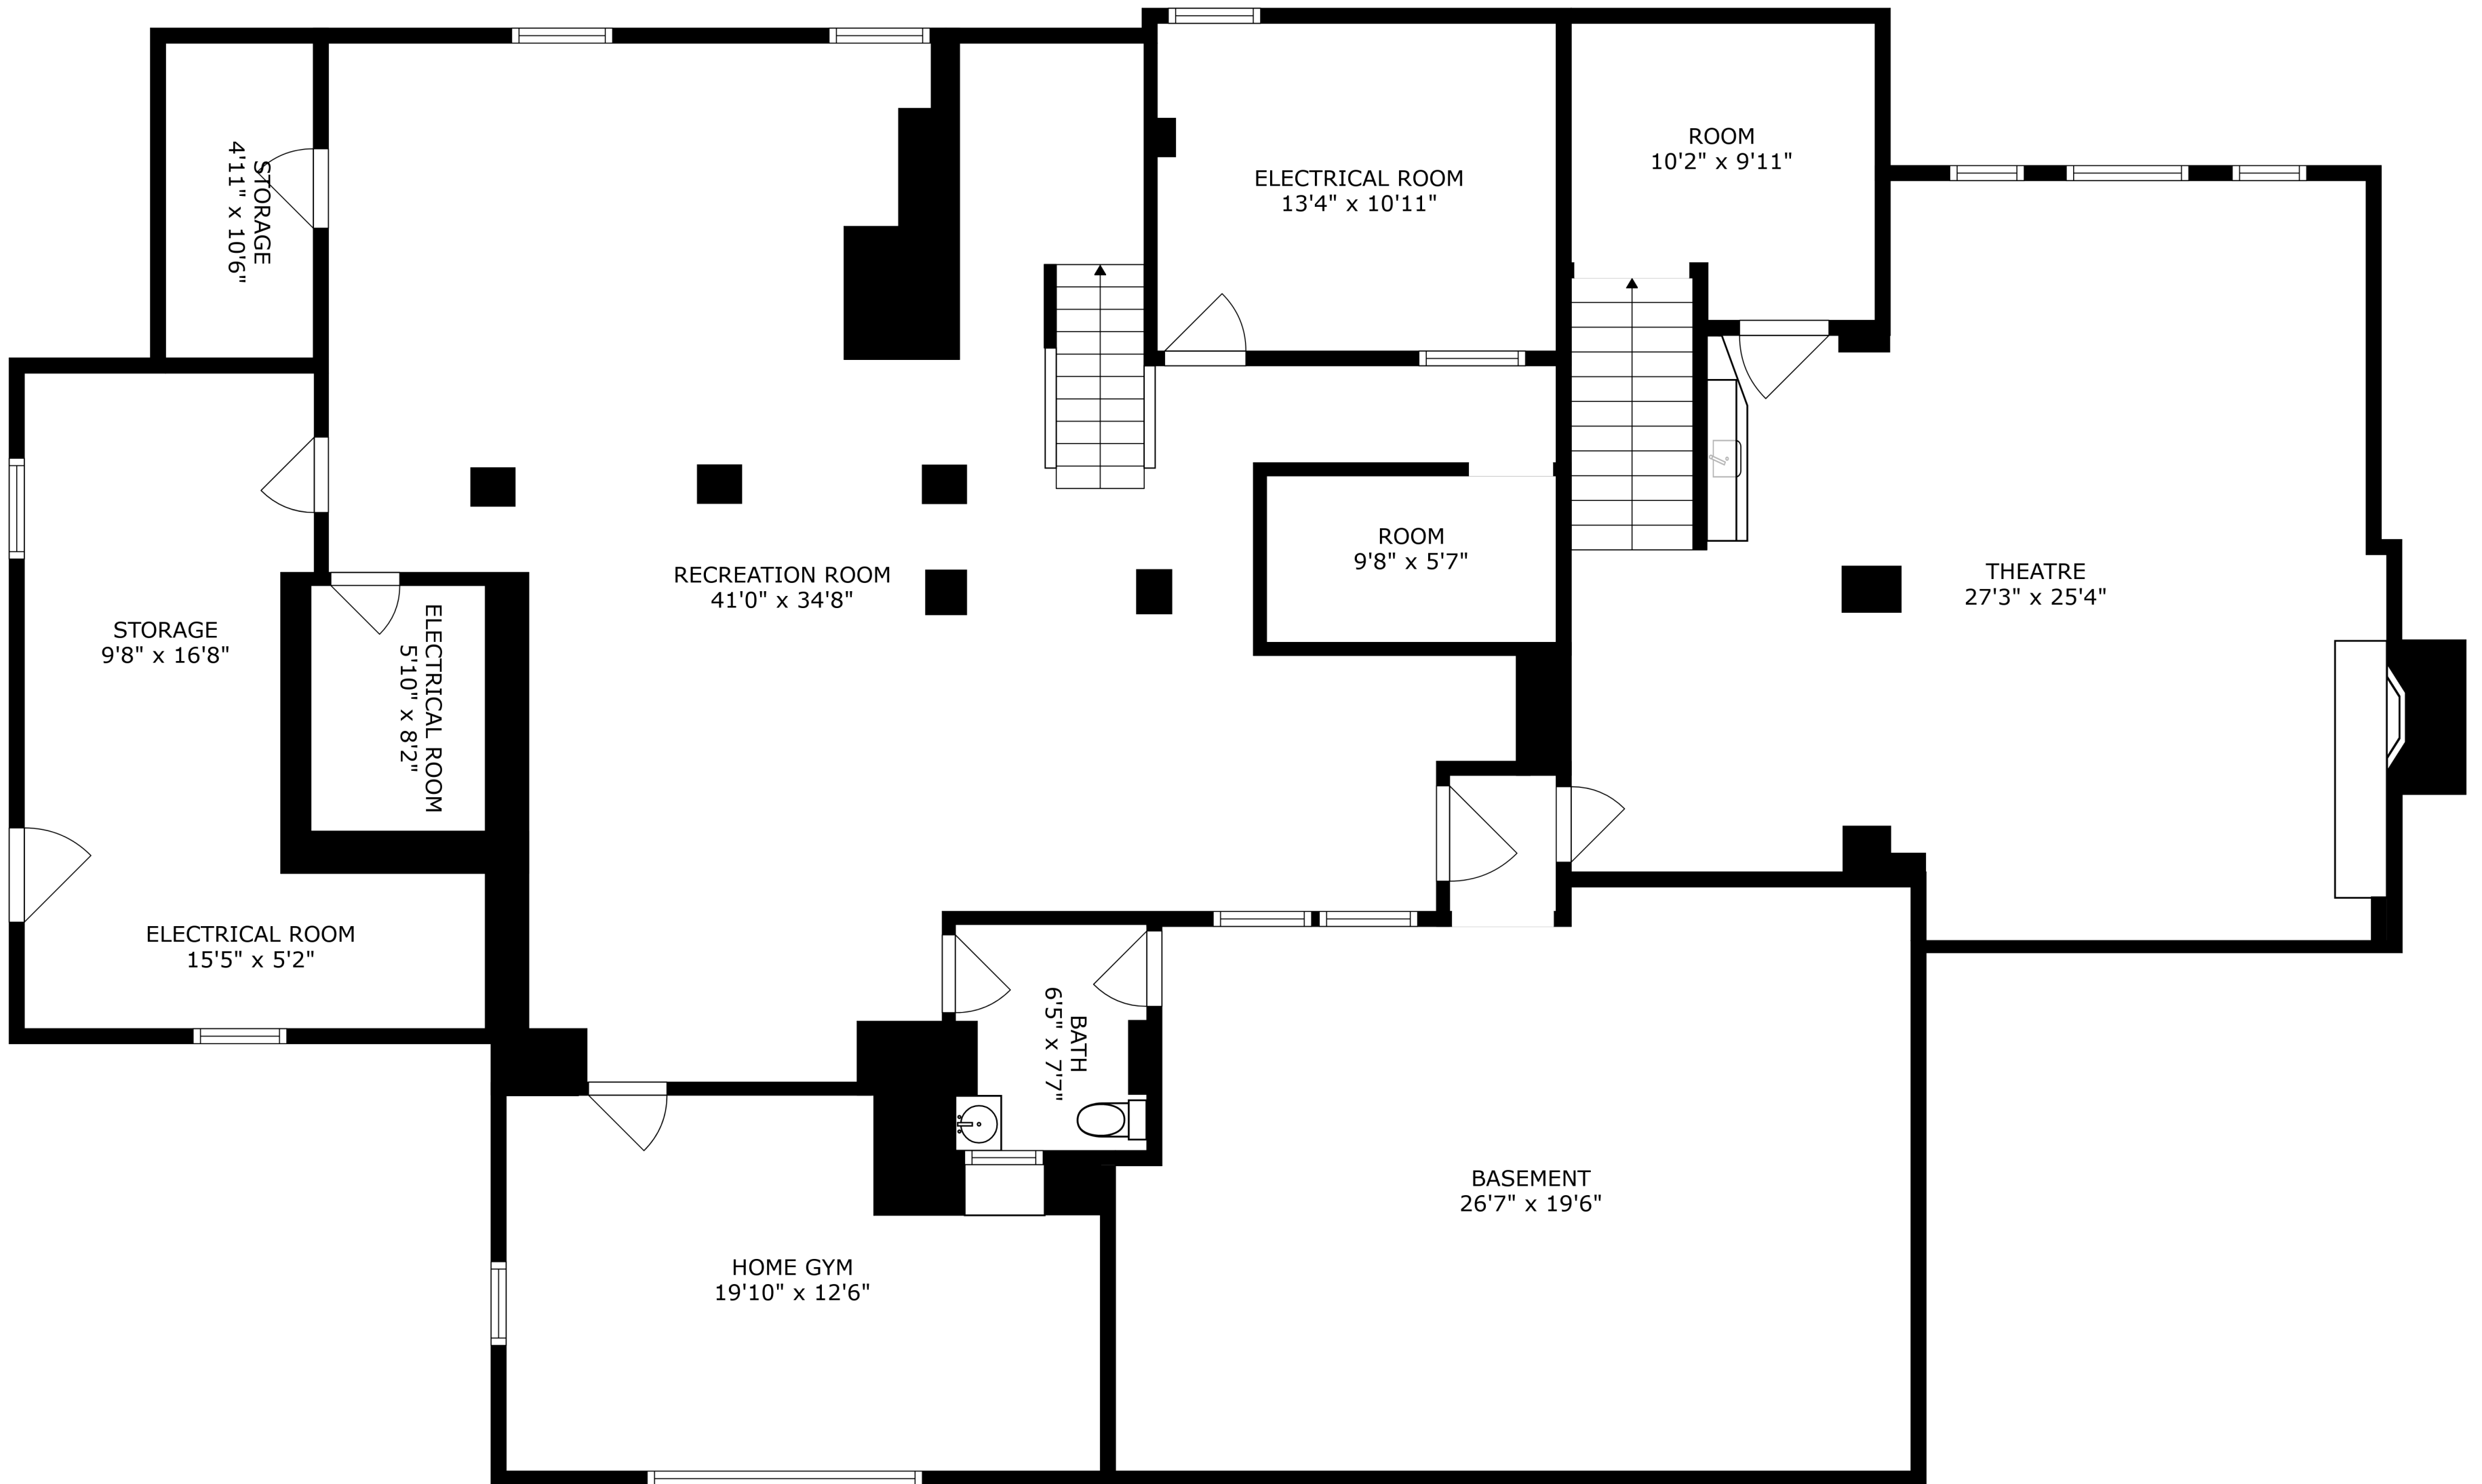 STORAGE
4'11" x 10'6"
ELECTRICAL ROOM
13'4" x 10'11"
ROOM
10'2" x 9'11"
RECREATION ROOM
41'0" x 34'8"
ROOM
9'8" x 5'7"
THEATRE
27'3" x 25'4"
STORAGE
9'8" x 16'8"
ELECTRICAL ROOM
5'10" x 8'2"
ELECTRICAL ROOM
15'5" x 5'2"
BATH
6'5" x 7'7"
BASEMENT
26'7" x 19'6"
HOME GYM
19'10" x 12'6"